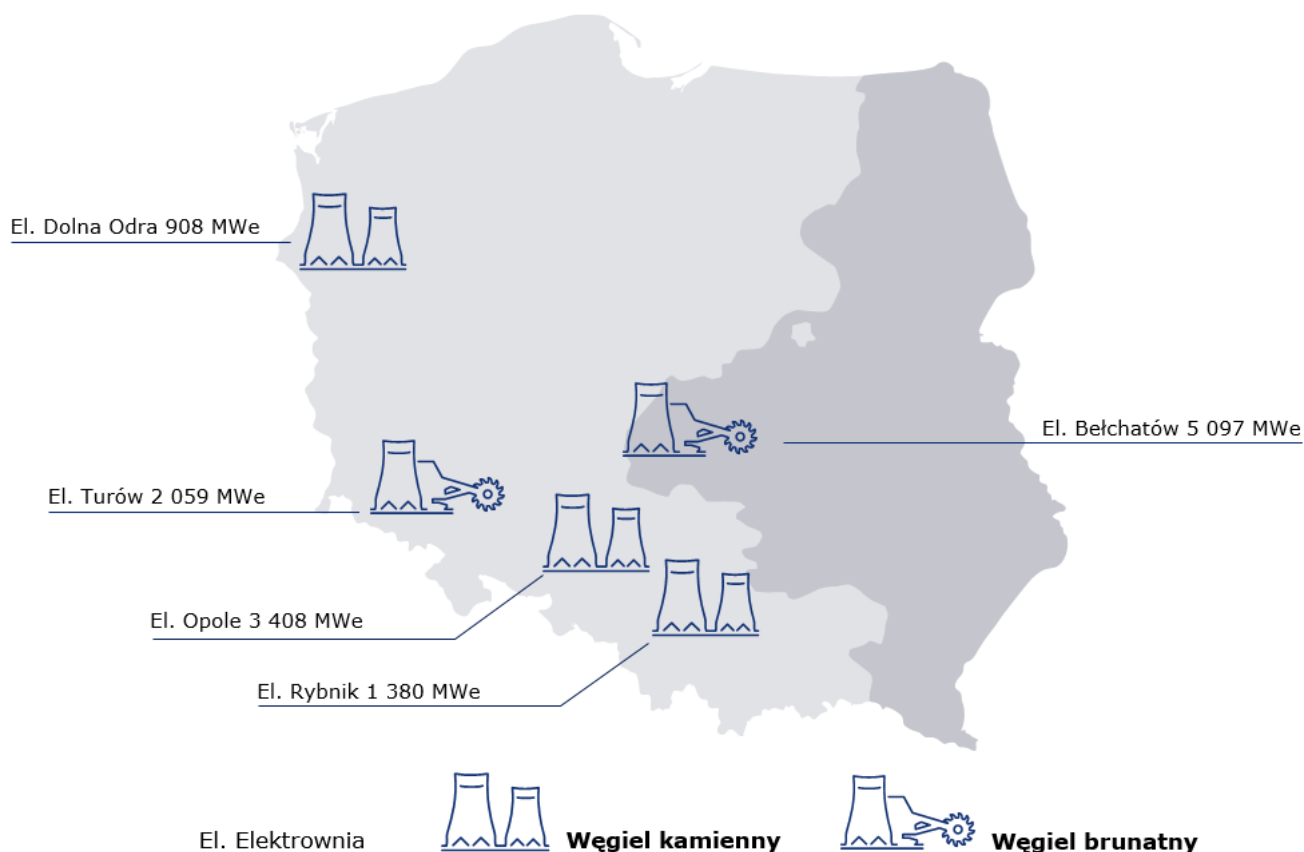 El. Dolna Odra 908 MWe
El. Bełchatów 5 097 MWe
El. Turów 2 059 MWe
El. Opole 3 408 MWe
El. Rybnik 1 380 MWe
El. Elektrownia
Węgiel kamienny
Węgiel brunatny